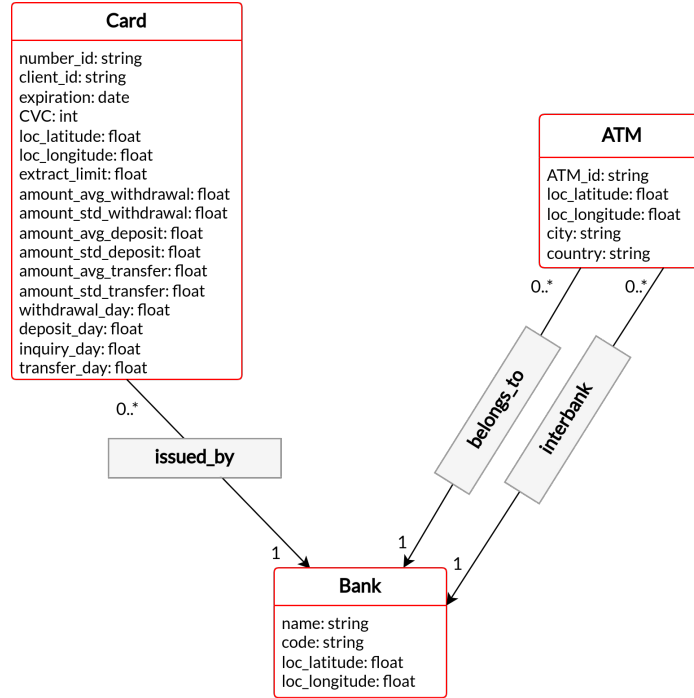 Card
number_id: string
client_id: string
expiration: date
CVC: int
loc_latitude: float
loc_longitude: float
extract_limit: float
amount_avg_withdrawal: float
amount_std_withdrawal: float
amount_avg_deposit: float
amount_std_deposit: float
amount_avg_transfer: float
amount_std_transfer: float
withdrawal_day: float
deposit_day: float
inquiry_day: float
transfer_day: float
ATM
ATM_id: string
loc_latitude: float
loc_longitude: float
city: string
country: string
0..*
0..*
0..*
belongs_to
interbank
issued_by
1
1
1
Bank
name: string
code: string
loc_latitude: float
loc_longitude: float